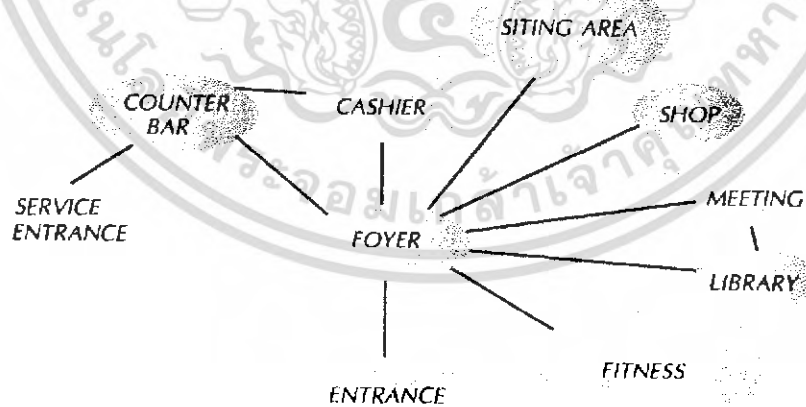 SITING AREA
COUNTER
BAR
CASHIER
SHOP
SERVICE
ENTRANCE
MEETING
FOYER
LIBRARY
FITNESS
ENTRANCE